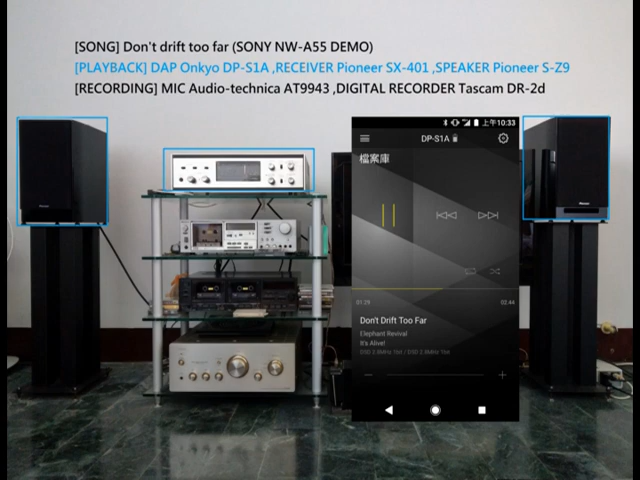 [SONG] Don't drift too far (SONY NW-A55 DEMO)
[PLAYBACK] DAP Onkyo DP-S1A ,RECEIVER Pioneer SX-401 ,SPEAKER Pioneer S-Z9
[RECORDING] MIC Audio-technica AT9943 ,DIGITAL RECORDER Tascam DR-2d
上午10:33
DP-S1A
檔案庫
01:29 02:44
Don't Drift Too Far
Elephant Revival
It's Alive!
DSD 2.8MHz 1bit / DSD 2.8MHz 1bit
Pioneer
Pioneer